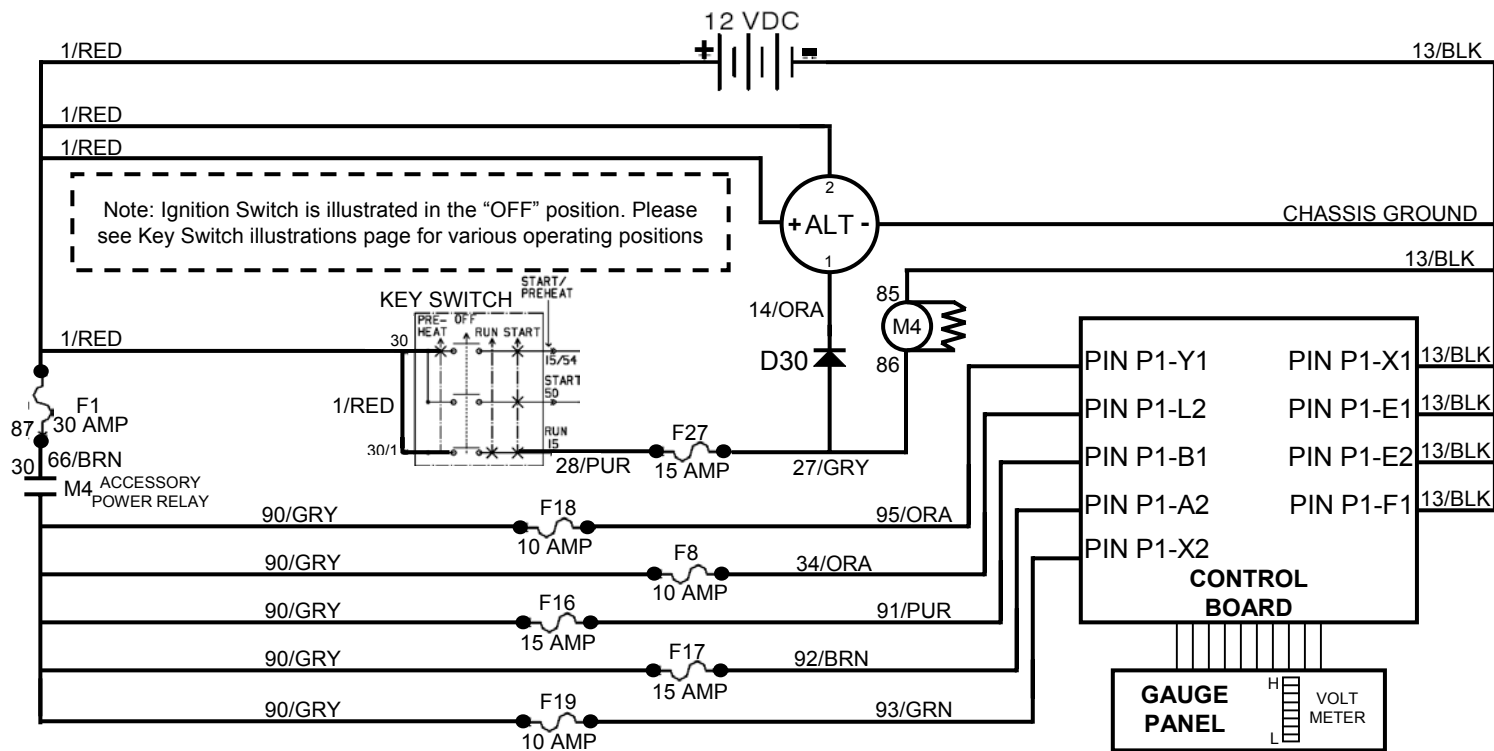 12 VDC
+ -
1/RED
13/BLK
1/RED
1/RED
2
+ ALT -
1
CHASSIS GROUND
Note: Ignition Switch is illustrated in the “OFF” position. Please
see Key Switch illustrations page for various operating positions
13/BLK
KEY SWITCH
START/
PREHEAT
14/ORA
85
M4
86
D30
1/RED
30
PRE-
HEAT
OFF
RUN
START
15/54
START
50
1/RED
30/1
RUN
15
28/PUR
F27
15 AMP
27/GRY
F1
30 AMP
87
66/BRN
30
M4
ACCESSORY
POWER RELAY
90/GRY
F18
10 AMP
95/ORA
90/GRY
F8
10 AMP
34/ORA
90/GRY
F16
15 AMP
91/PUR
90/GRY
F17
15 AMP
92/BRN
90/GRY
F19
10 AMP
93/GRN
PIN P1-Y1
PIN P1-X1
13/BLK
PIN P1-L2
PIN P1-E1
13/BLK
PIN P1-B1
PIN P1-E2
13/BLK
PIN P1-A2
PIN P1-F1
13/BLK
PIN P1-X2
CONTROL
BOARD
GAUGE
PANEL
H
L
VOLT
METER